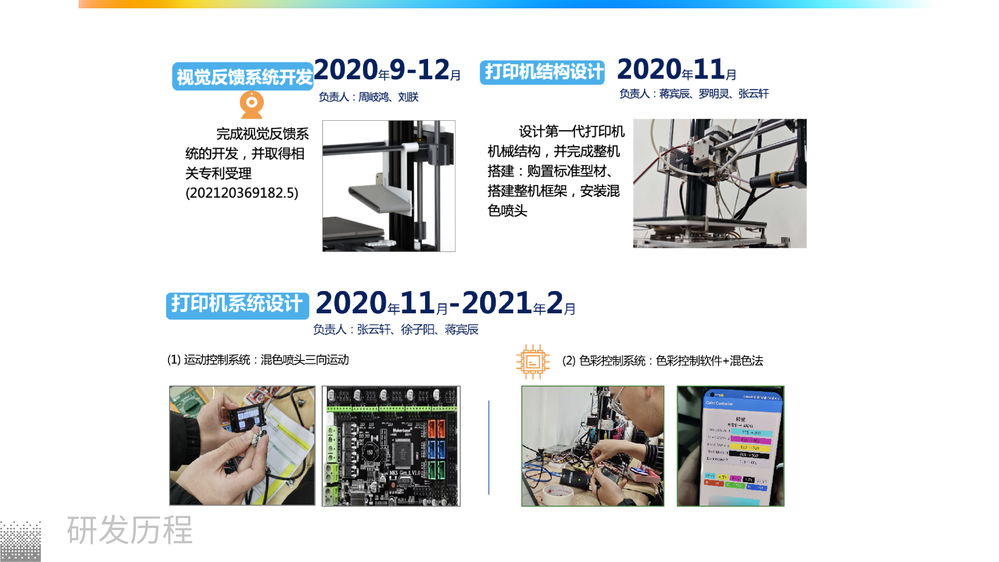 视觉反馈系统开发
2020年9-12月
负责人：周岐鸿、刘朕
完成视觉反馈系
统的开发，并取得相
关专利受理
(202120369182.5)
打印机结构设计
2020年11月
负责人：蒋宾辰、罗明灵、张云轩
设计第一代打印机
机械结构，并完成整机
搭建：购置标准型材、
搭建整机框架，安装混
色喷头
打印机系统设计
2020年11月-2021年2月
负责人：张云轩、徐子阳、蒋宾辰
(1) 运动控制系统：混色喷头三向运动
(2) 色彩控制系统：色彩控制软件+混色法
Makerbase
150
MKS Gen_L V1.0
AUX-1
Color Controller
转速
研发历程